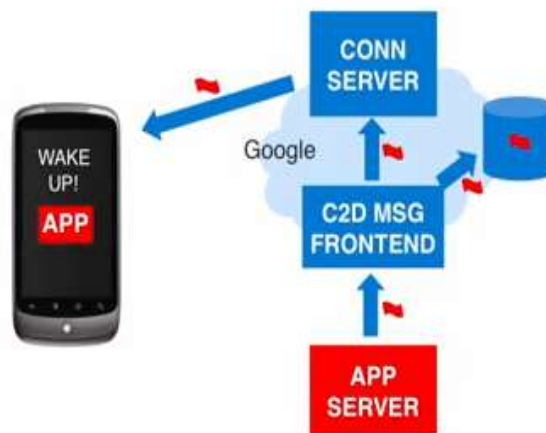 CONN
SERVER
WAKE
UP!
APP
Google
C2D MSG
FRONTEND
APP
SERVER